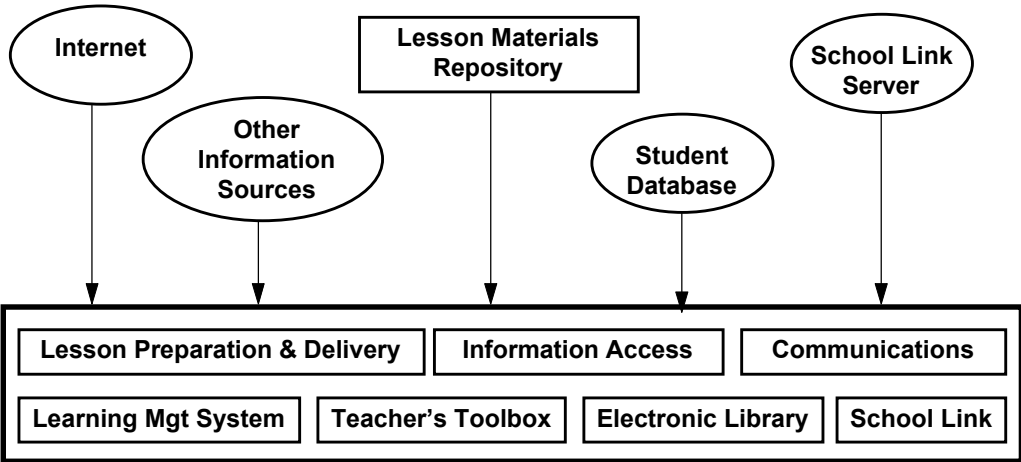 Internet
Lesson Materials
Repository
School Link
Server
Other
Information
Sources
Student
Database
Lesson Preparation & Delivery
Information Access
Communications
Learning Mgt System
Teacher’s Toolbox
Electronic Library
School Link